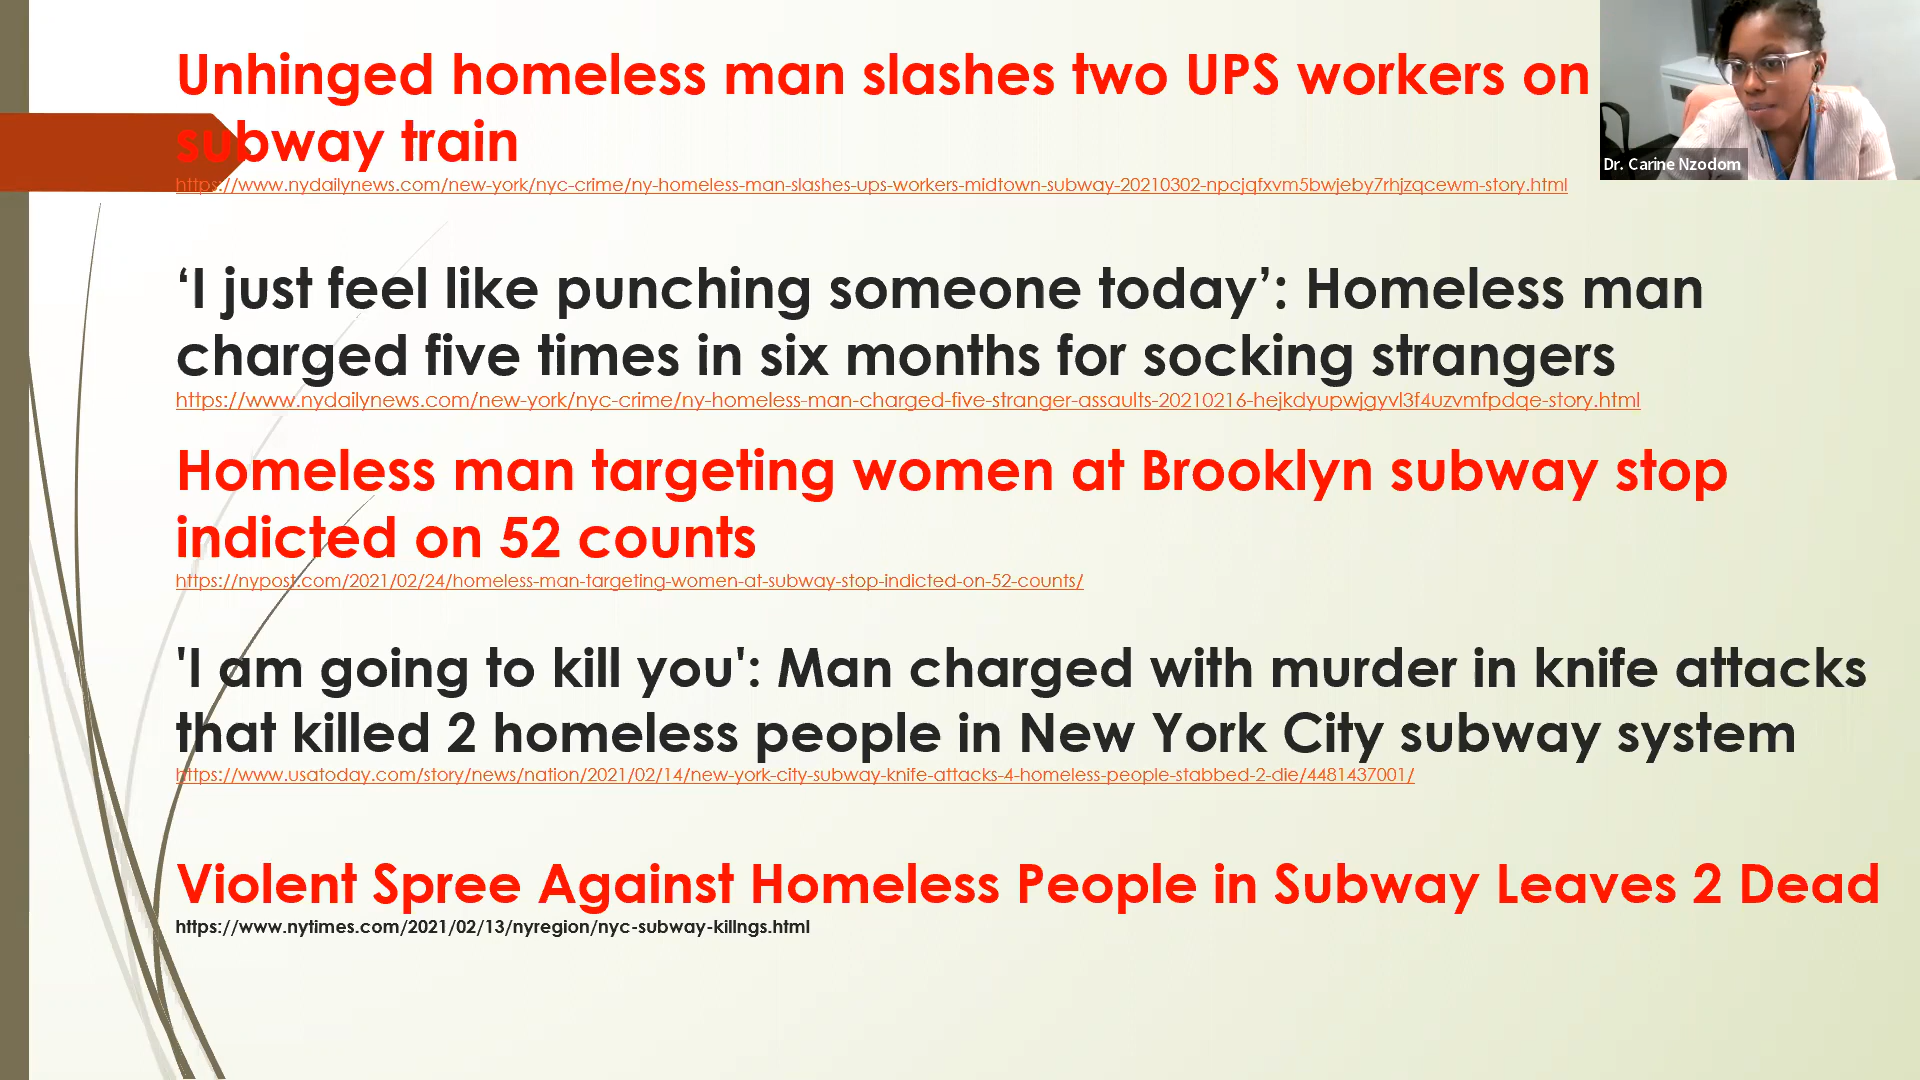 Unhinged homeless man slashes two UPS workers on
subway train
https://www.nydailynews.com/new-york/nyc-crime/ny-homeless-man-slashes-ups-workers-midtown-subway-20210302-npcjqfxvm5bwjeby7rhjzqcewm-story.html
Dr. Carine Nzodom
‘I just feel like punching someone today’: Homeless man
charged five times in six months for socking strangers
https://www.nydailynews.com/new-york/nyc-crime/ny-homeless-man-charged-five-stranger-assaults-20210216-hejkdyupwjgyvl3f4uzvmfpdqe-story.html
Homeless man targeting women at Brooklyn subway stop
indicted on 52 counts
https://nypost.com/2021/02/24/homeless-man-targeting-women-at-subway-stop-indicted-on-52-counts/
'I am going to kill you': Man charged with murder in knife attacks
that killed 2 homeless people in New York City subway system
https://www.usatoday.com/story/news/nation/2021/02/14/new-york-city-subway-knife-attacks-4-homeless-people-stabbed-2-die/4481437001/
Violent Spree Against Homeless People in Subway Leaves 2 Dead
https://www.nytimes.com/2021/02/13/nyregion/nyc-subway-killngs.html